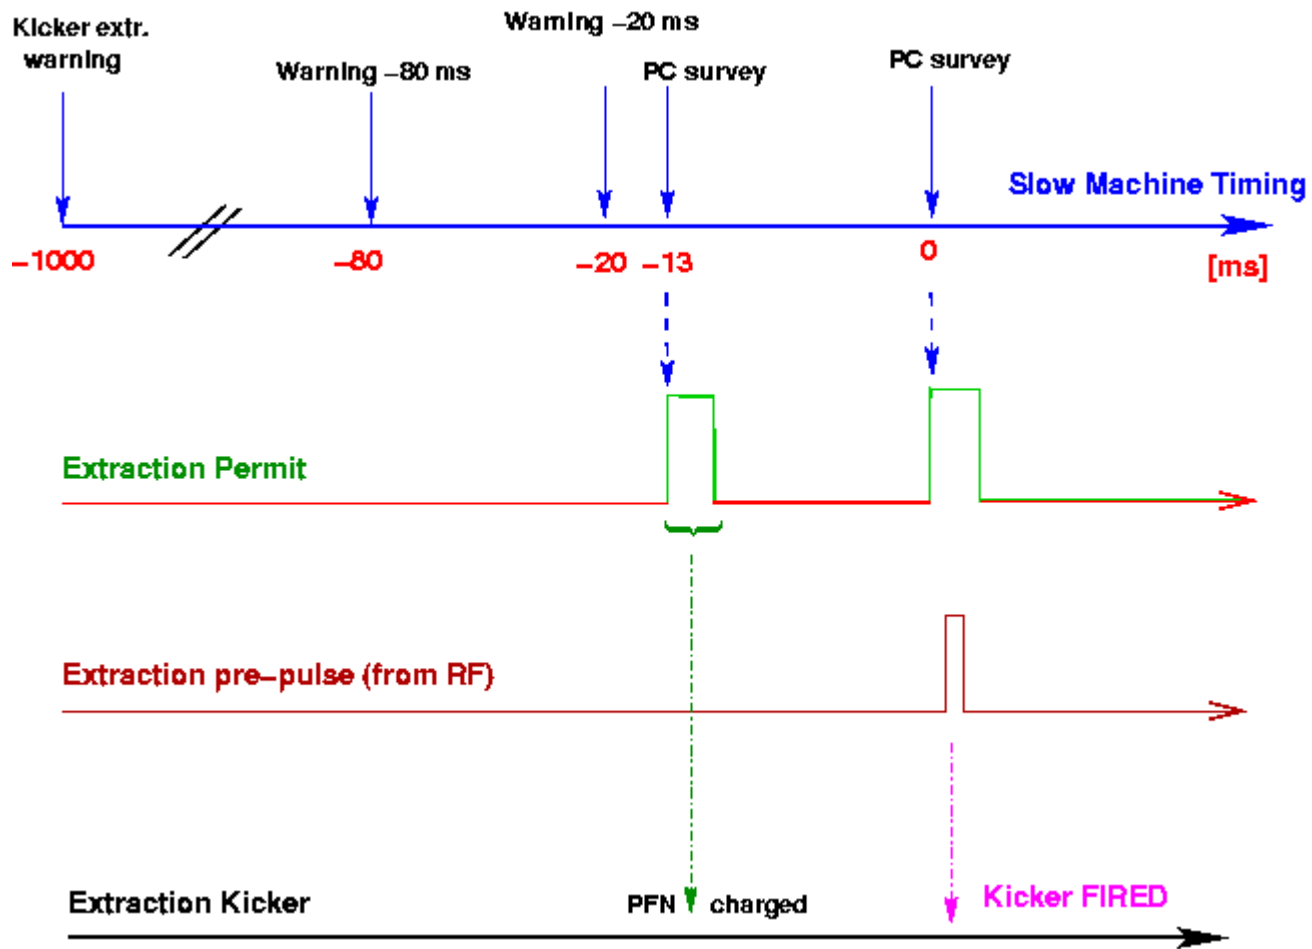 Kicker extr.
warning
Warning −80 ms
Warning −20 ms
PC survey
PC survey
Slow Machine Timing
−1000
−80
−20
−13
0
[ms]
Extraction Permit
Extraction pre−pulse (from RF)
Extraction Kicker
PFN charged
Kicker FIRED